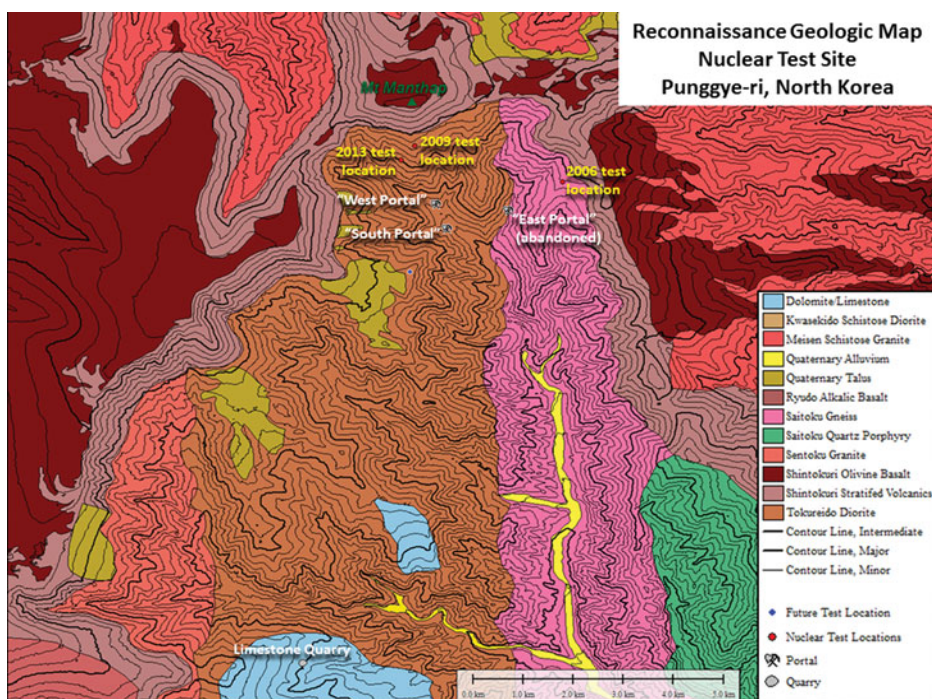 Reconnaissance Geologic Map
Nuclear Test Site
Punggye-ri, North Korea
Mt Manthap
2013 test
location
2009 test
location
2006 test
location
"West Portal"
"South Portal"
"East Portal"
(abandoned)
Limestone Quarry
Dolomite/Limestone
Kwasekido Schistose Diorite
Meisen Schistose Granite
Quaternary Alluvium
Quaternary Talus
Ryudo Alkalic Basalt
Saitoku Gneiss
Saitoku Quartz Porphyry
Sentoku Granite
Shintokuri Olivine Basalt
Shintokuri Stratifed Volcanics
Tokureido Diorite
Contour Line, Intermediate
Contour Line, Major
Contour Line, Minor
Future Test Location
Nuclear Test Locations
Portal
Quarry
0.0 km 1.0 km 2.0 km 3.0 km 4.0 km 5.0 km